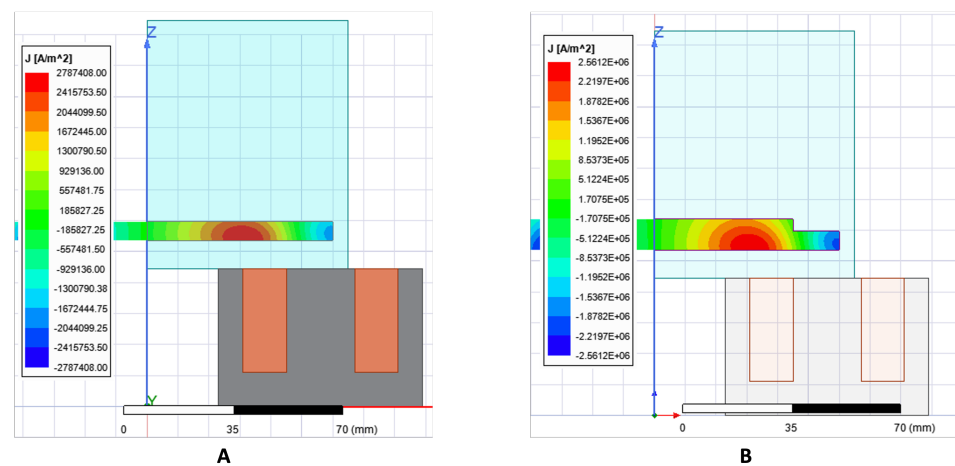 Z
J [A/m^2]
2787408.00
2415753.50
2044099.50
1672445.00
1300790.50
929136.00
557481.75
185827.25
-185827.25
-557481.50
-929136.00
-1300790.38
-1672444.75
-2044099.25
-2415753.50
-2787408.00
Y
0
35
70 (mm)
A
Z
J [A/m^2]
2.5612E+06
2.2197E+06
1.8782E+06
1.5367E+06
1.1952E+06
8.5373E+05
5.1224E+05
1.7075E+05
-1.7075E+05
-5.1224E+05
-8.5373E+05
-1.1952E+06
-1.5367E+06
-1.8782E+06
-2.2197E+06
-2.5612E+06
0
35
70 (mm)
B